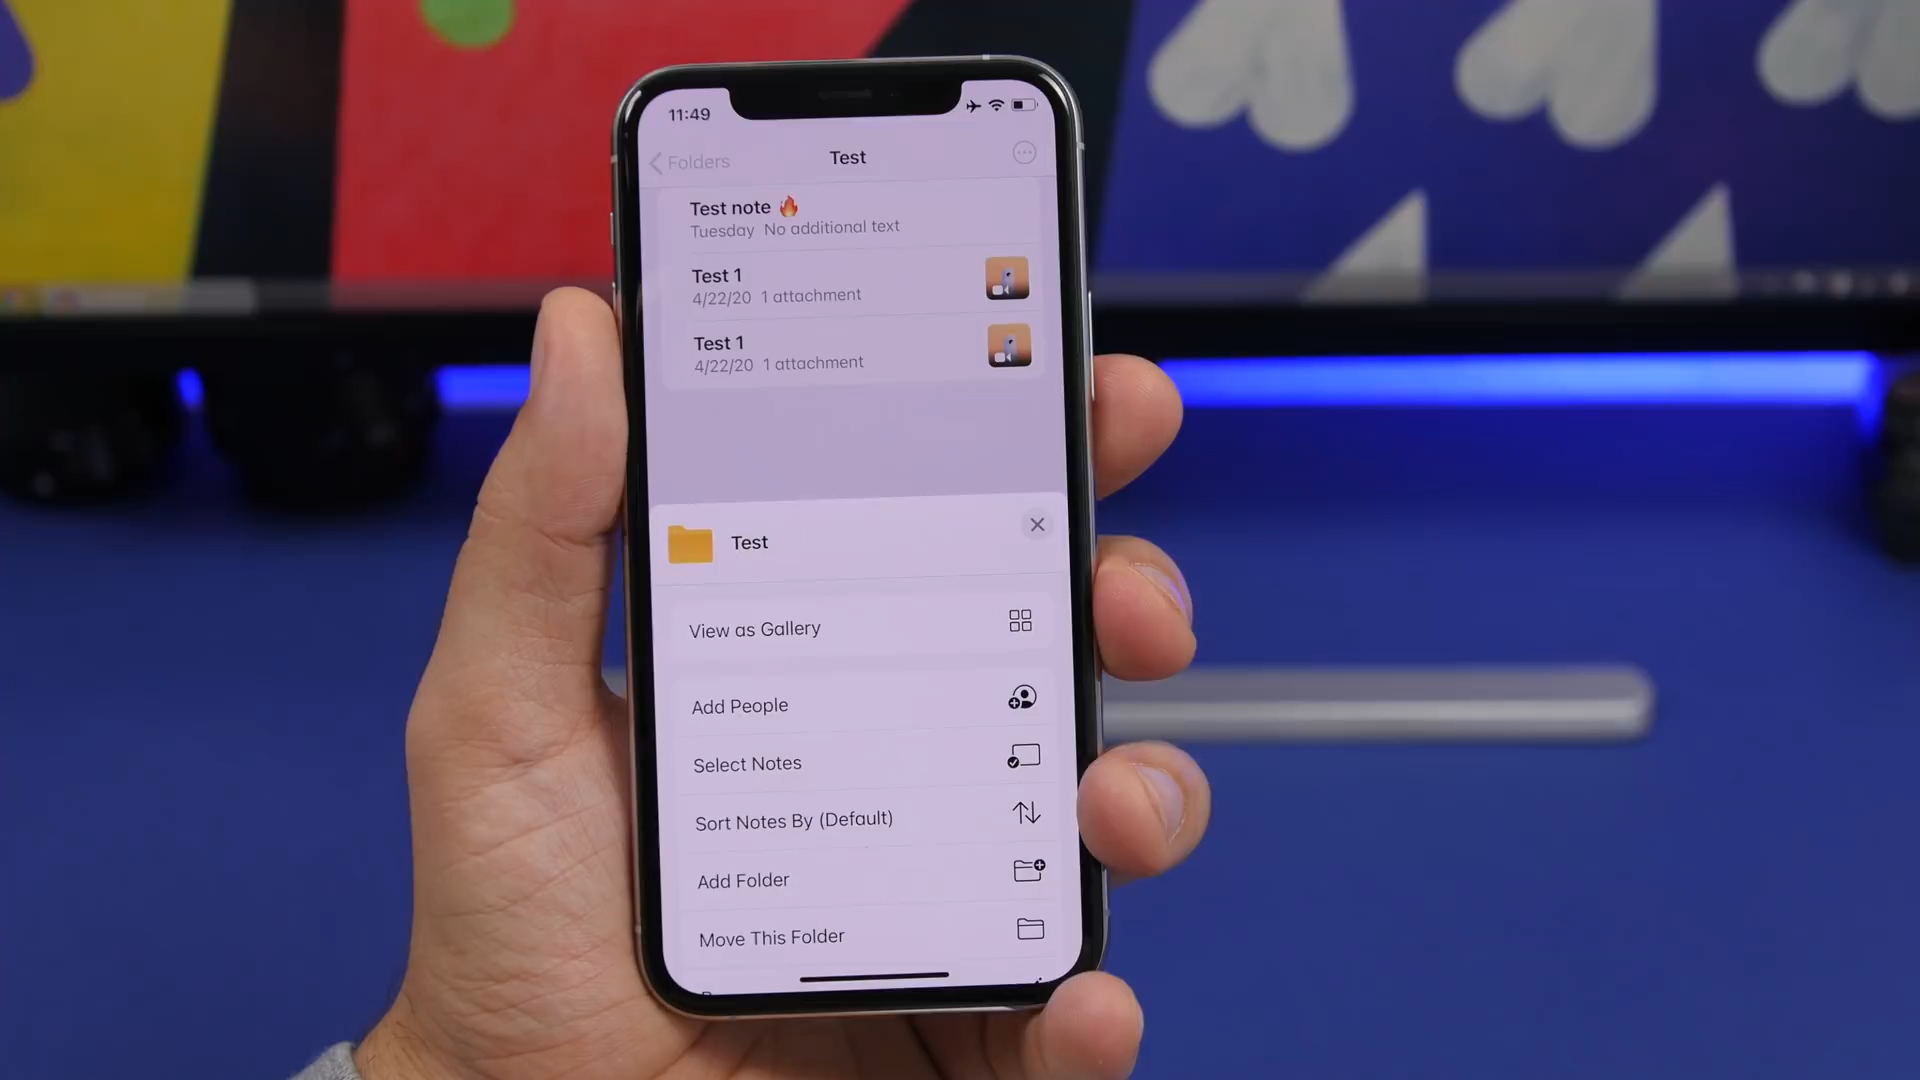 11:49
Folders
Test
Test note 🔥
Tuesday No additional text
Test 1
4/22/20 1 attachment
Test 1
4/22/20 1 attachment
Test
View as Gallery
Add People
Select Notes
Sort Notes By (Default)
Add Folder
Move This Folder